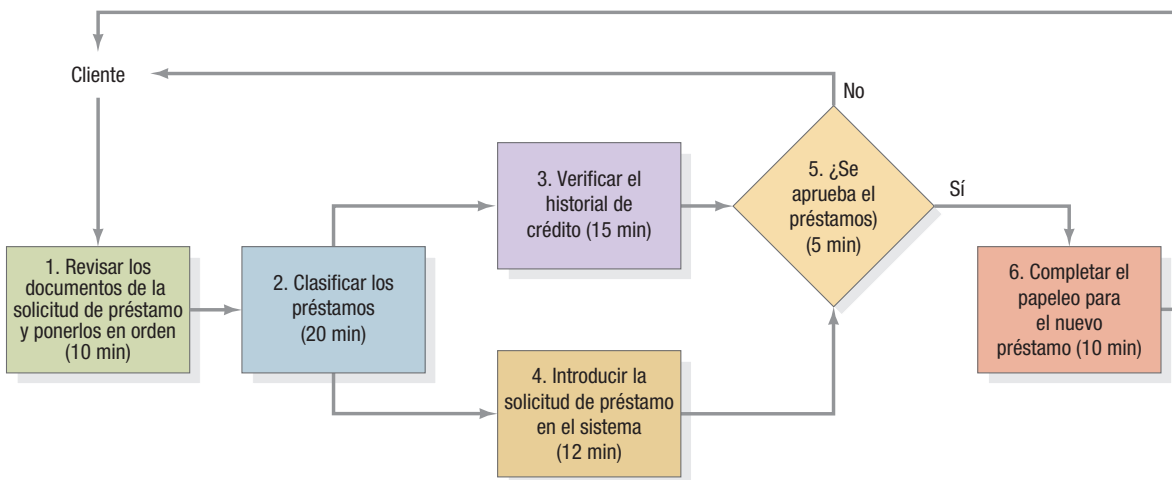 Cliente
No
3. Verificar el
historial de
crédito (15 min)
5. ¿Se
aprueba el
préstamos)
(5 min)
Sí
1. Revisar los
documentos de la
solicitud de préstamo
y ponerlos en orden
(10 min)
2. Clasificar los
préstamos
(20 min)
6. Completar el
papeleo para
el nuevo
préstamo (10 min)
4. Introducir la
solicitud de préstamo
en el sistema
(12 min)